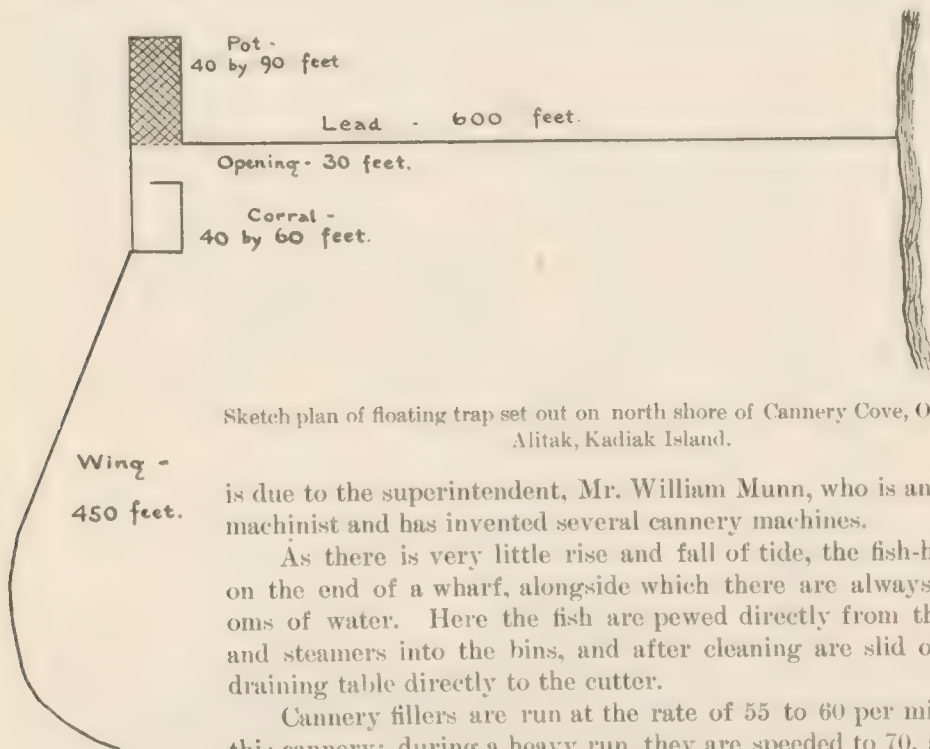 Pot -
40 by 90 feet
Lead - 600 feet.
Opening - 30 feet.
Corral -
40 by 60 feet.
Wing -
450 feet.
Sketch plan of floating trap set out on north shore of Cannery Cove,
Alitak, Kadiak Island.
is due to the superintendent, Mr. William Munn, who is an
machinist and has invented several cannery machines.
As there is very little rise and fall of tide, the
on the end of a wharf, alongside which there are always
oms of water. Here the fish are pewed directly from
and steamers into the bins, and after cleaning are slid
draining table directly to the cutter.
Cannery fillers are run at the rate of 55 to 60 per
this cannery; during a heavy run, they are speeded to 70,